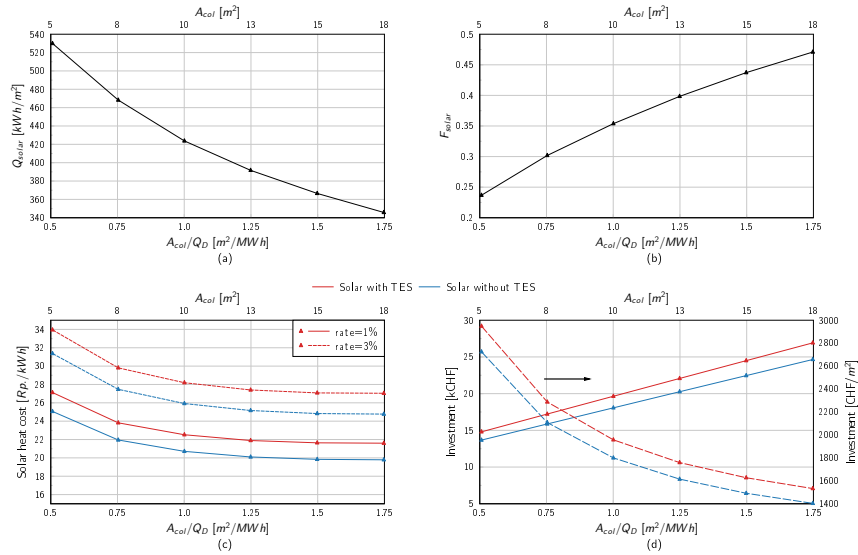 A_col [m²]
5 8 10 13 15 18
540
520
500
480
460
440
420
400
380
360
340
Q_solar [kWh/m²]
0.5 0.75 1.0 1.25 1.5 1.75
A_col/Q_D [m²/MWh]
(a)
A_col [m²]
5 8 10 13 15 18
0.5
0.45
0.4
0.35
0.3
0.25
0.2
F_solar
0.5 0.75 1.0 1.25 1.5 1.75
A_col/Q_D [m²/MWh]
(b)
Solar with TES Solar without TES
A_col [m²]
5 8 10 13 15 18
34
32
30
28
26
24
22
20
18
16
Solar heat cost [Rp./kWh]
rate=1%
rate=3%
0.5 0.75 1.0 1.25 1.5 1.75
A_col/Q_D [m²/MWh]
(c)
A_col [m²]
5 8 10 13 15 18
30
25
20
15
10
5
Investment [kCHF]
3000
2800
2600
2400
2200
2000
1800
1600
1400
Investment [CHF/m²]
0.5 0.75 1.0 1.25 1.5 1.75
A_col/Q_D [m²/MWh]
(d)